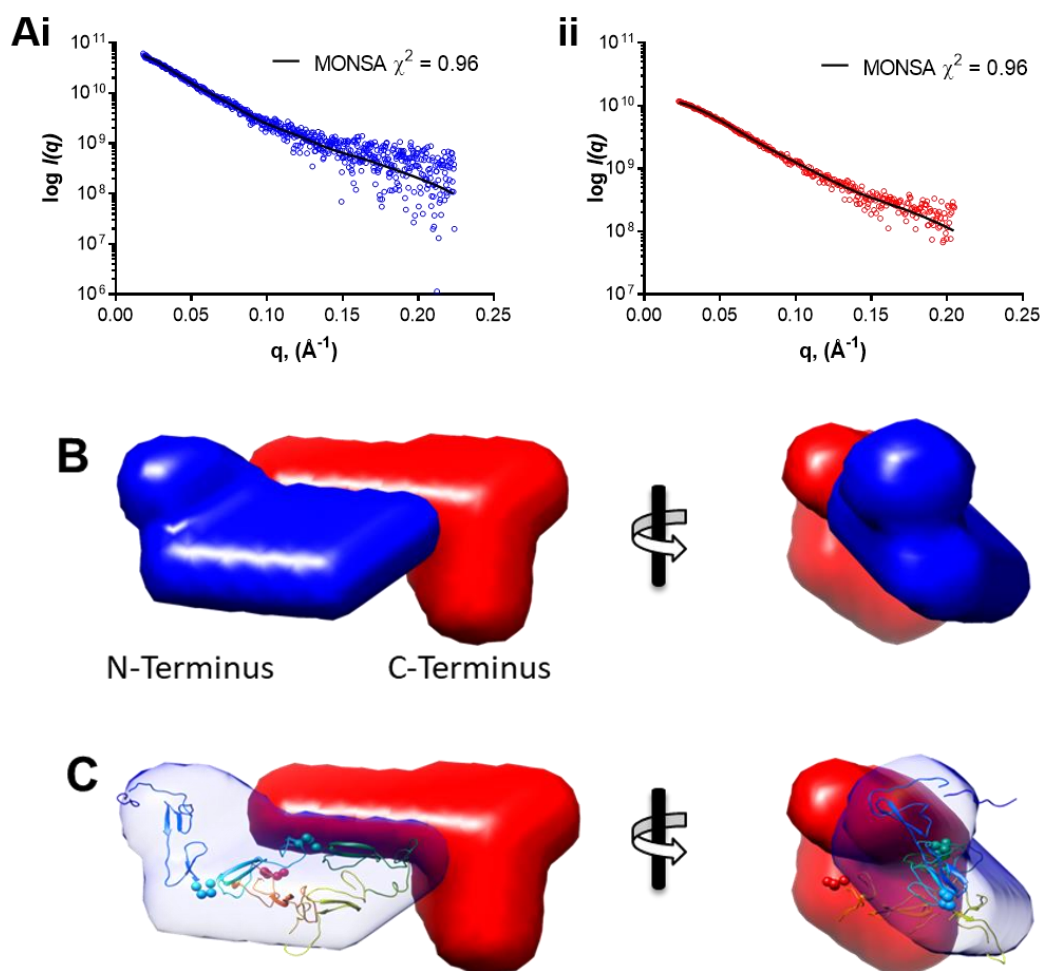 Ai
10¹¹
10¹⁰
10⁹
10⁸
10⁷
10⁶
log I(q)
MONSA χ² = 0.96
0.00 0.05 0.10 0.15 0.20 0.25
q, (Å⁻¹)
ii
10¹¹
10¹⁰
10⁹
10⁸
10⁷
log I(q)
MONSA χ² = 0.96
0.00 0.05 0.10 0.15 0.20 0.25
q, (Å⁻¹)
B
N-Terminus C-Terminus
C